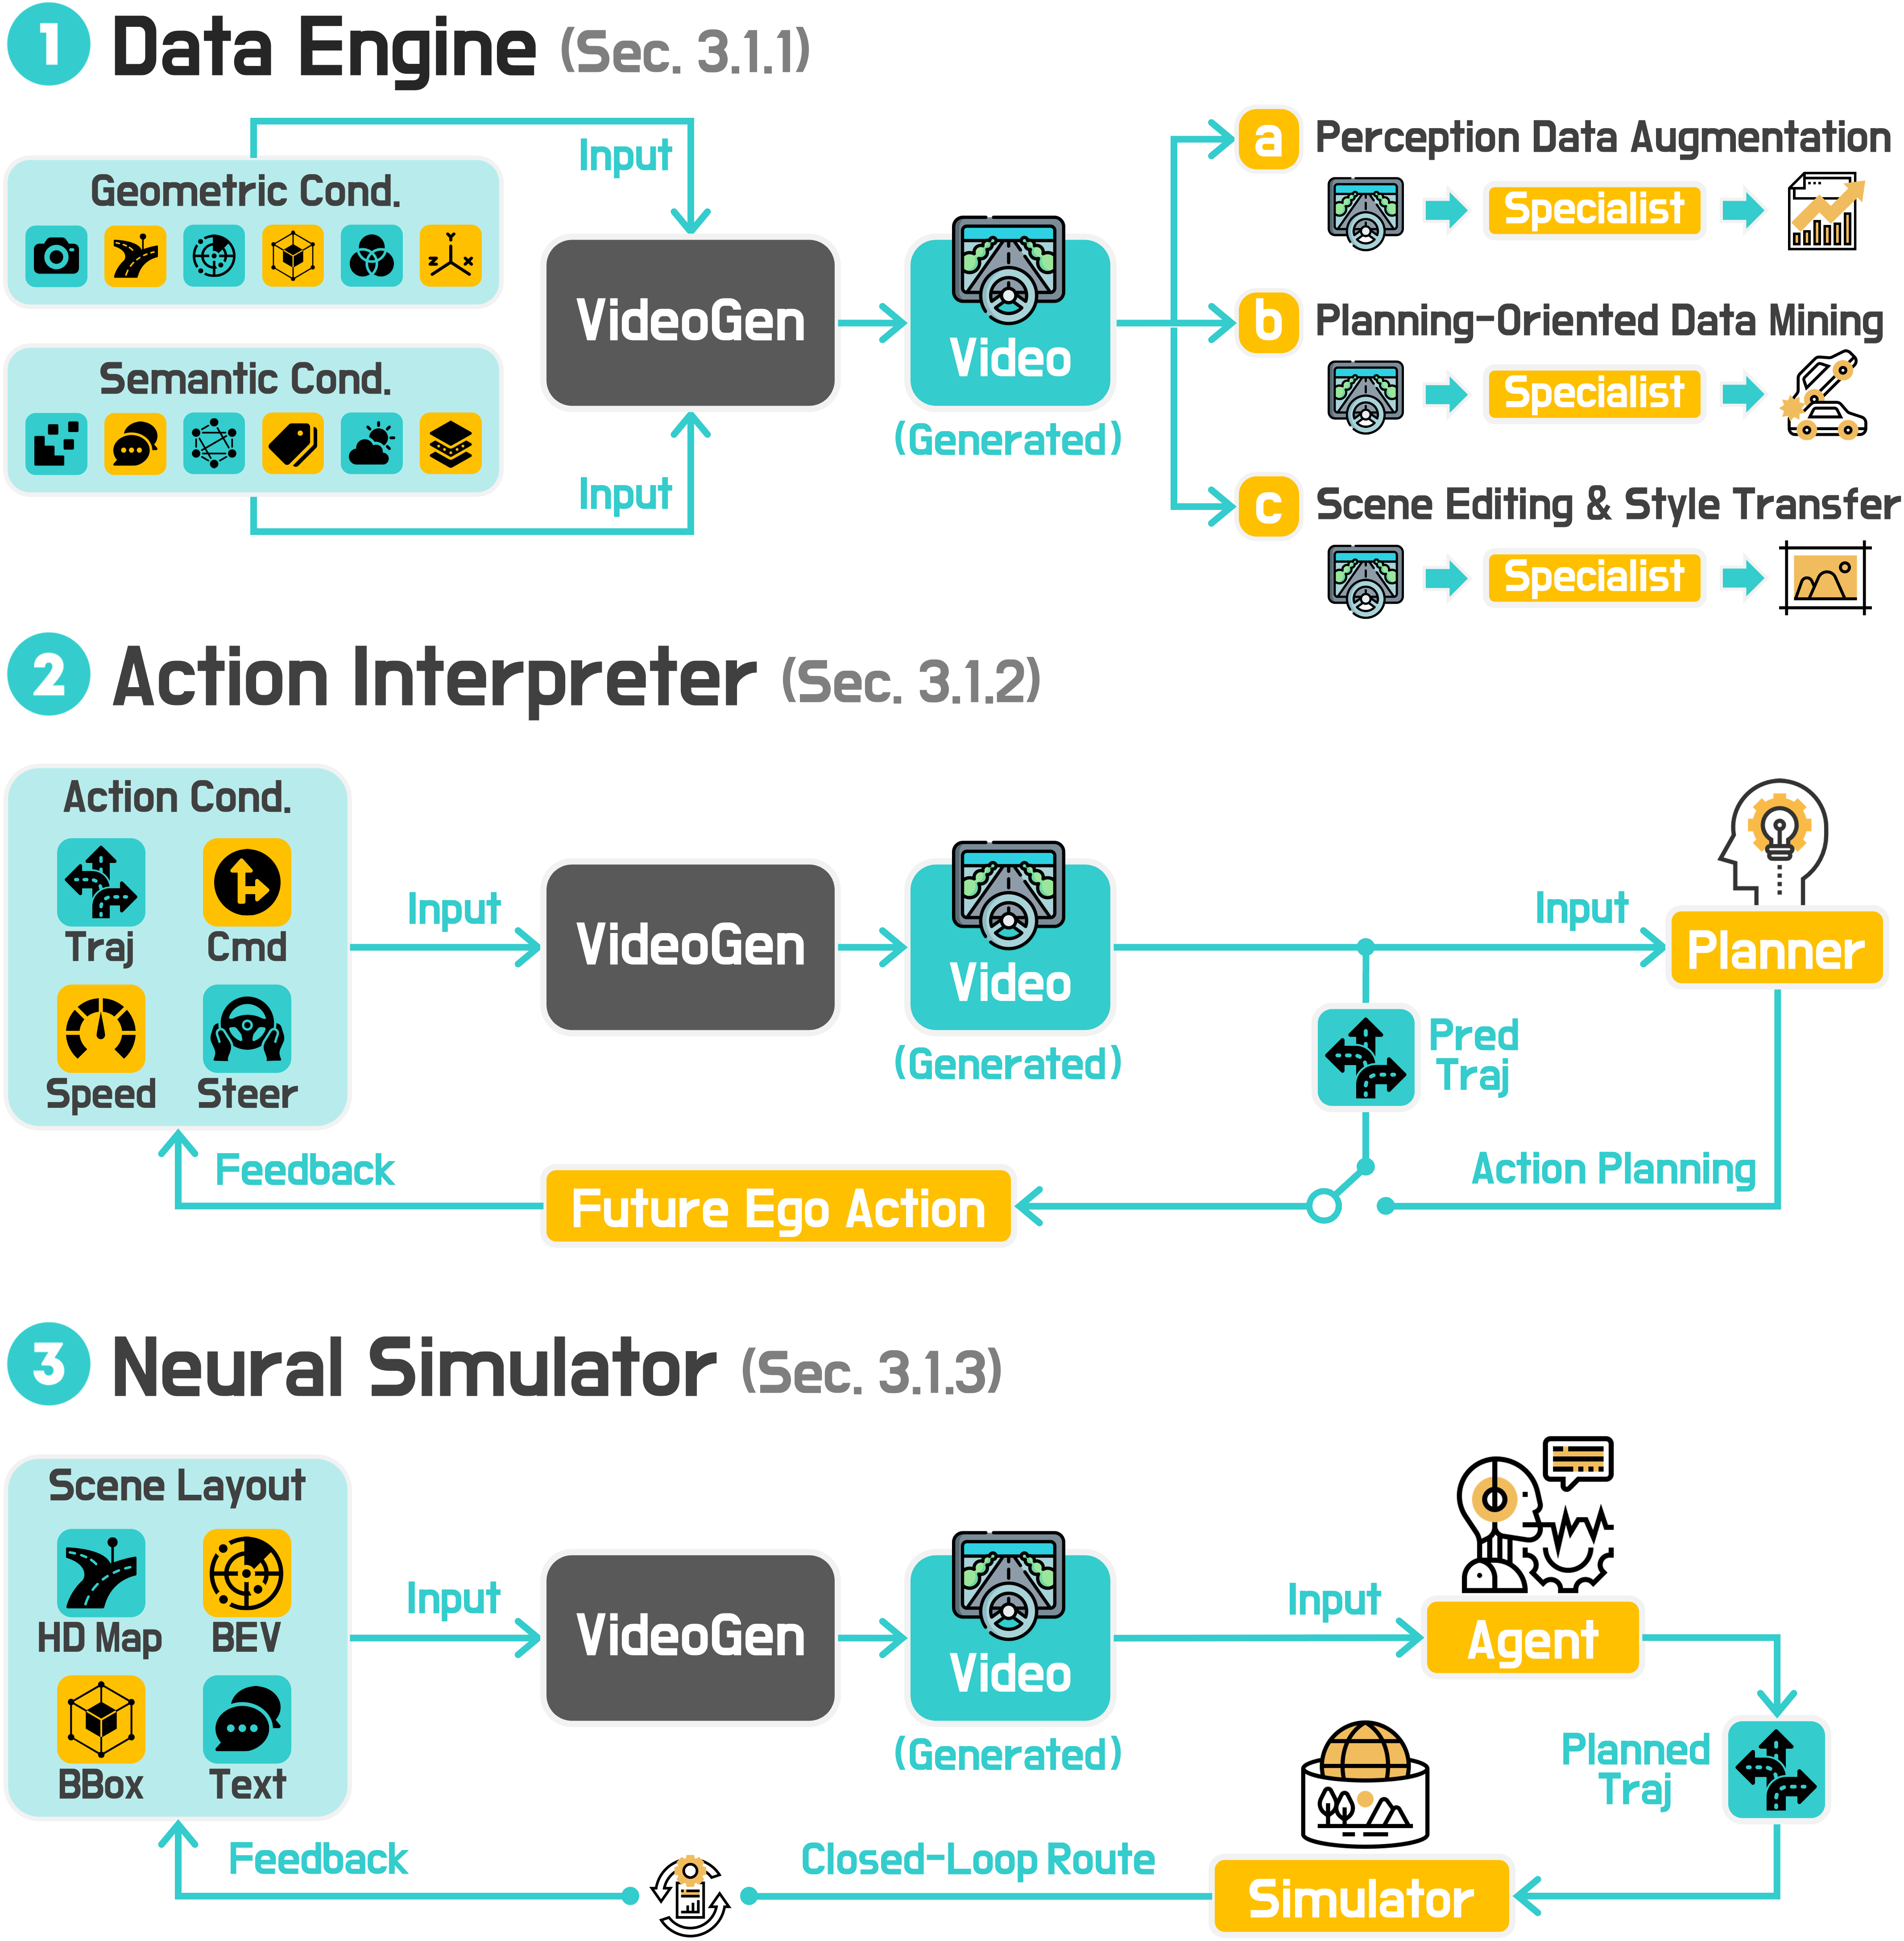 1 Data Engine (Sec. 3.1.1)
Geometric Cond.
Y
Z X
Semantic Cond.
Input
Input
VideoGen
Video
(Generated)
a Perception Data Augmentation
Specialist
b Planning-Oriented Data Mining
Specialist
c Scene Editing & Style Transfer
Specialist
2 Action Interpreter (Sec. 3.1.2)
Action Cond.
Traj Cmd
Speed Steer
Input
VideoGen
Video
(Generated)
Input
Planner
Pred
Traj
Action Planning
Future Ego Action
Feedback
3 Neural Simulator (Sec. 3.1.3)
Scene Layout
HD Map BEV
BBox Text
Input
VideoGen
Video
(Generated)
Input
Agent
Planned
Traj
Simulator
Closed-Loop Route
Feedback